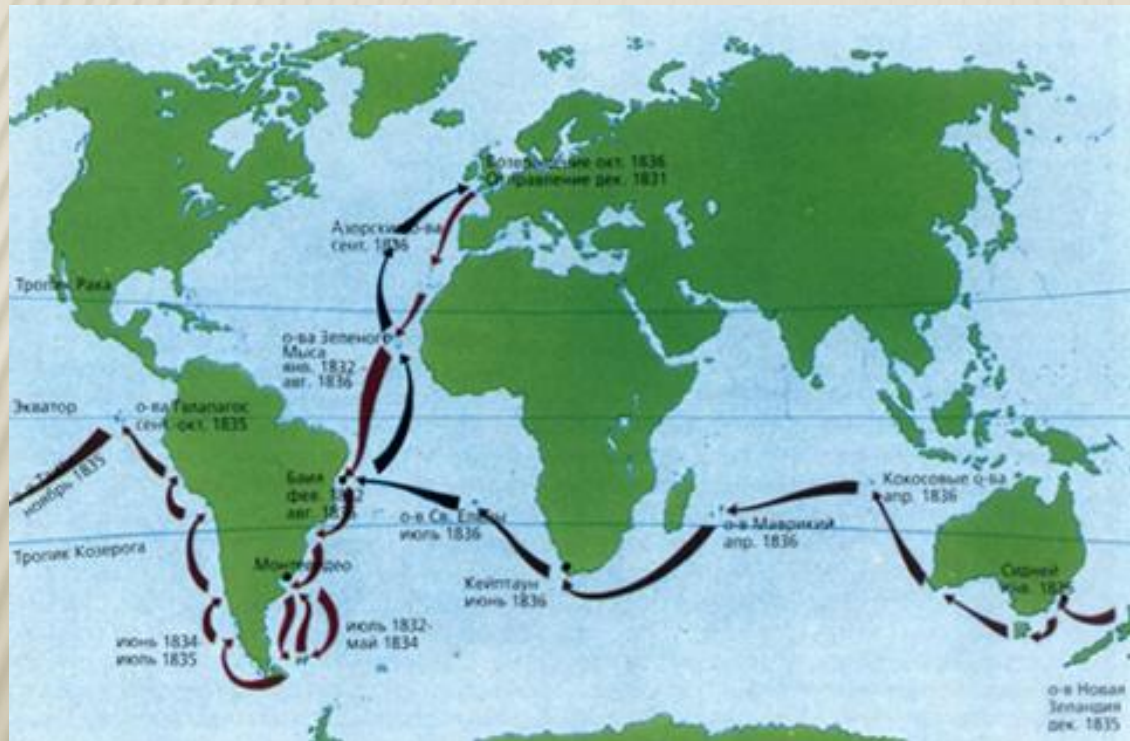 Возвращение окт. 1836
Отправление дек. 1831
Азорские о-ва
сент. 1836
Тропик Рака
о-ва Зеленого
Мыса
янв. 1832-
авг. 1836
Экватор
о-ва Галапагос
сент.-окт. 1835
ноябрь 1835
Баия
фев. 1832
авг. 1836
Кокосовые о-ва
апр. 1836
о-в Св. Елены
июль 1836
о-в Маврикий
апр. 1836
Тропик Козерога
Монтевидео
Кейптаун
июнь 1836
Сидней
янв. 1836
июль 1832-
май 1834
июнь 1834-
июль 1835
о-в Новая
Зеландия
дек. 1835